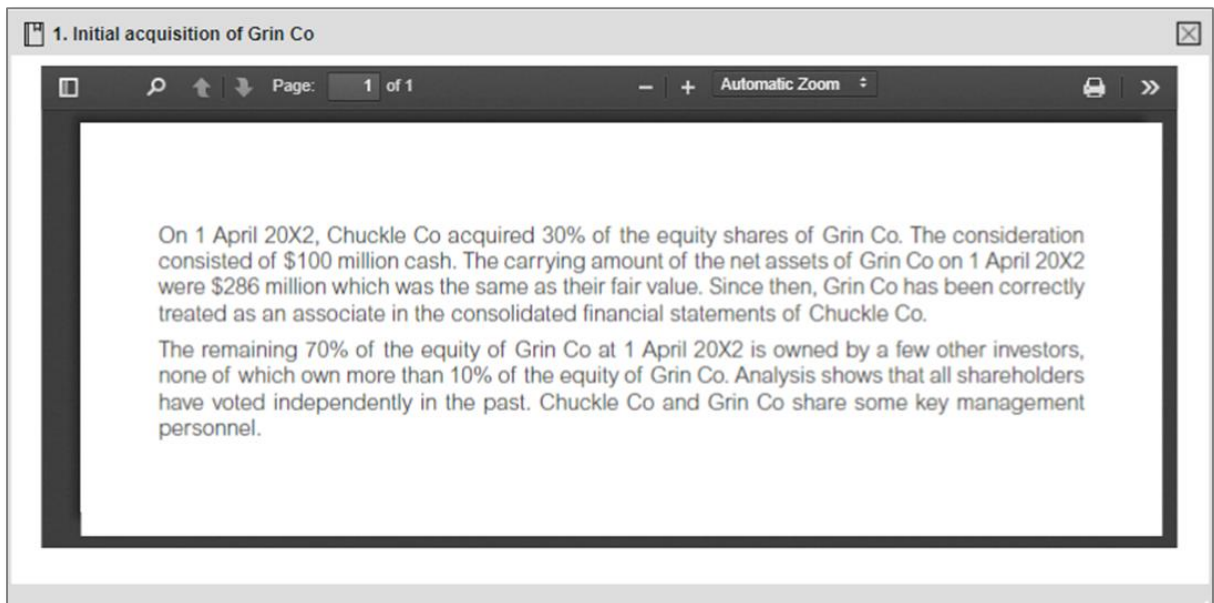 1. Initial acquisition of Grin Co
Page: 1 of 1 Automatic Zoom
On 1 April 20X2, Chuckle Co acquired 30% of the equity shares of Grin Co. The consideration
consisted of $100 million cash. The carrying amount of the net assets of Grin Co on 1 April 20X2
were $286 million which was the same as their fair value. Since then, Grin Co has been correctly
treated as an associate in the consolidated financial statements of Chuckle Co.
The remaining 70% of the equity of Grin Co at 1 April 20X2 is owned by a few other investors,
none of which own more than 10% of the equity of Grin Co. Analysis shows that all shareholders
have voted independently in the past. Chuckle Co and Grin Co share some key management
personnel.